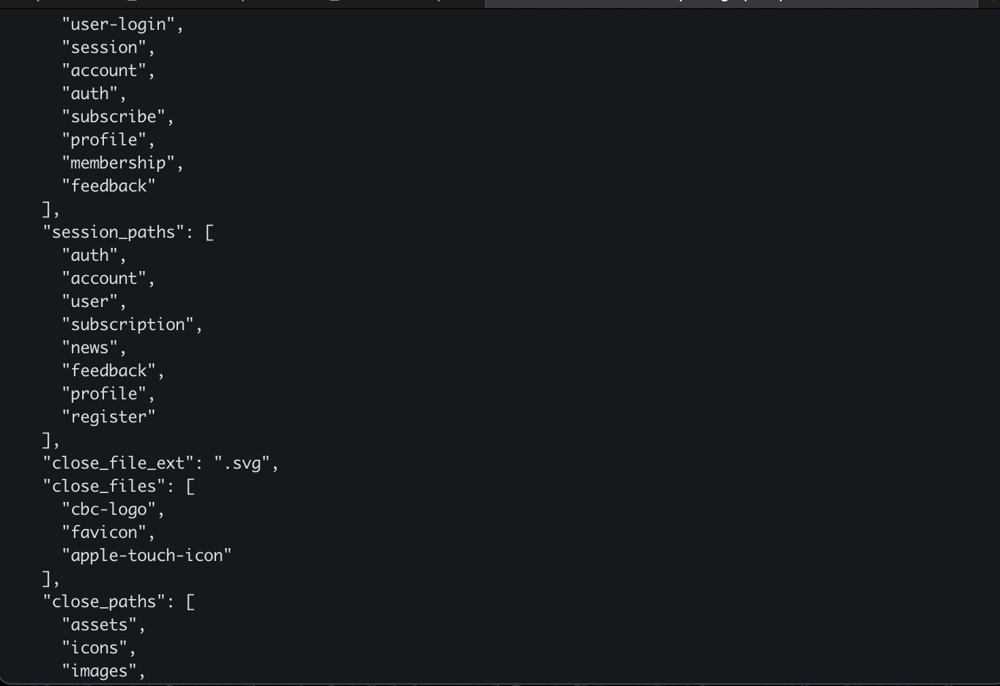 "user-login",
"session",
"account",
"auth",
"subscribe",
"profile",
"membership",
"feedback"
],
"session_paths": [
"auth",
"account",
"user",
"subscription",
"news",
"feedback",
"profile",
"register"
],
"close_file_ext": ".svg",
"close_files": [
"cbc-logo",
"favicon",
"apple-touch-icon"
],
"close_paths": [
"assets",
"icons",
"images",